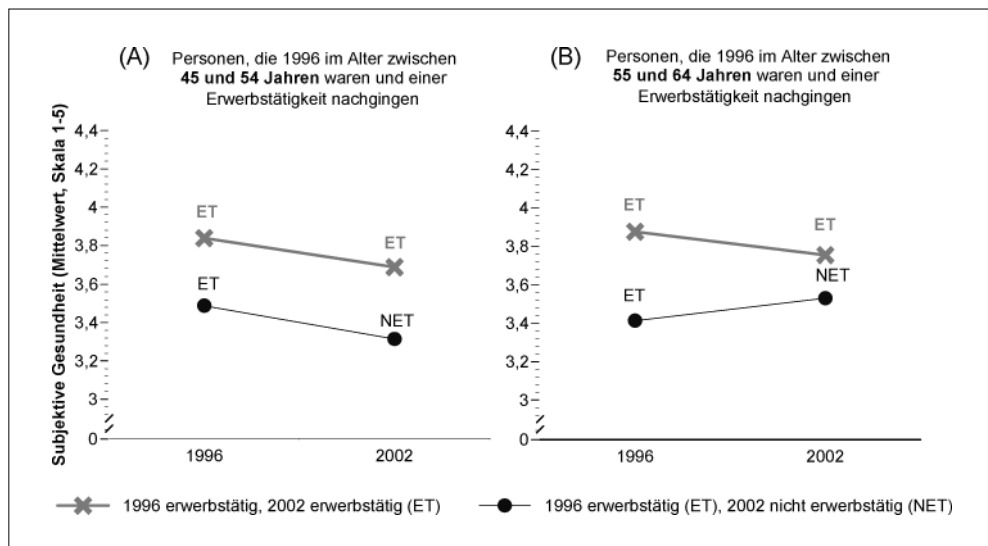 (A) Personen, die 1996 im Alter zwischen
45 und 54 Jahren waren und einer
Erwerbstätigkeit nachgingen
(B) Personen, die 1996 im Alter zwischen
55 und 64 Jahren waren und einer
Erwerbstätigkeit nachgingen
Subjektive Gesundheit (Mittelwert, Skala 1-5)
4,4
4,2
4
3,8
3,6
3,4
3,2
3
0
ET
ET
ET
NET
1996
2002
4,4
4,2
4
3,8
3,6
3,4
3,2
3
0
ET
ET
NET
ET
1996
2002
1996 erwerbstätig, 2002 erwerbstätig (ET)
1996 erwerbstätig (ET), 2002 nicht erwerbstätig (NET)